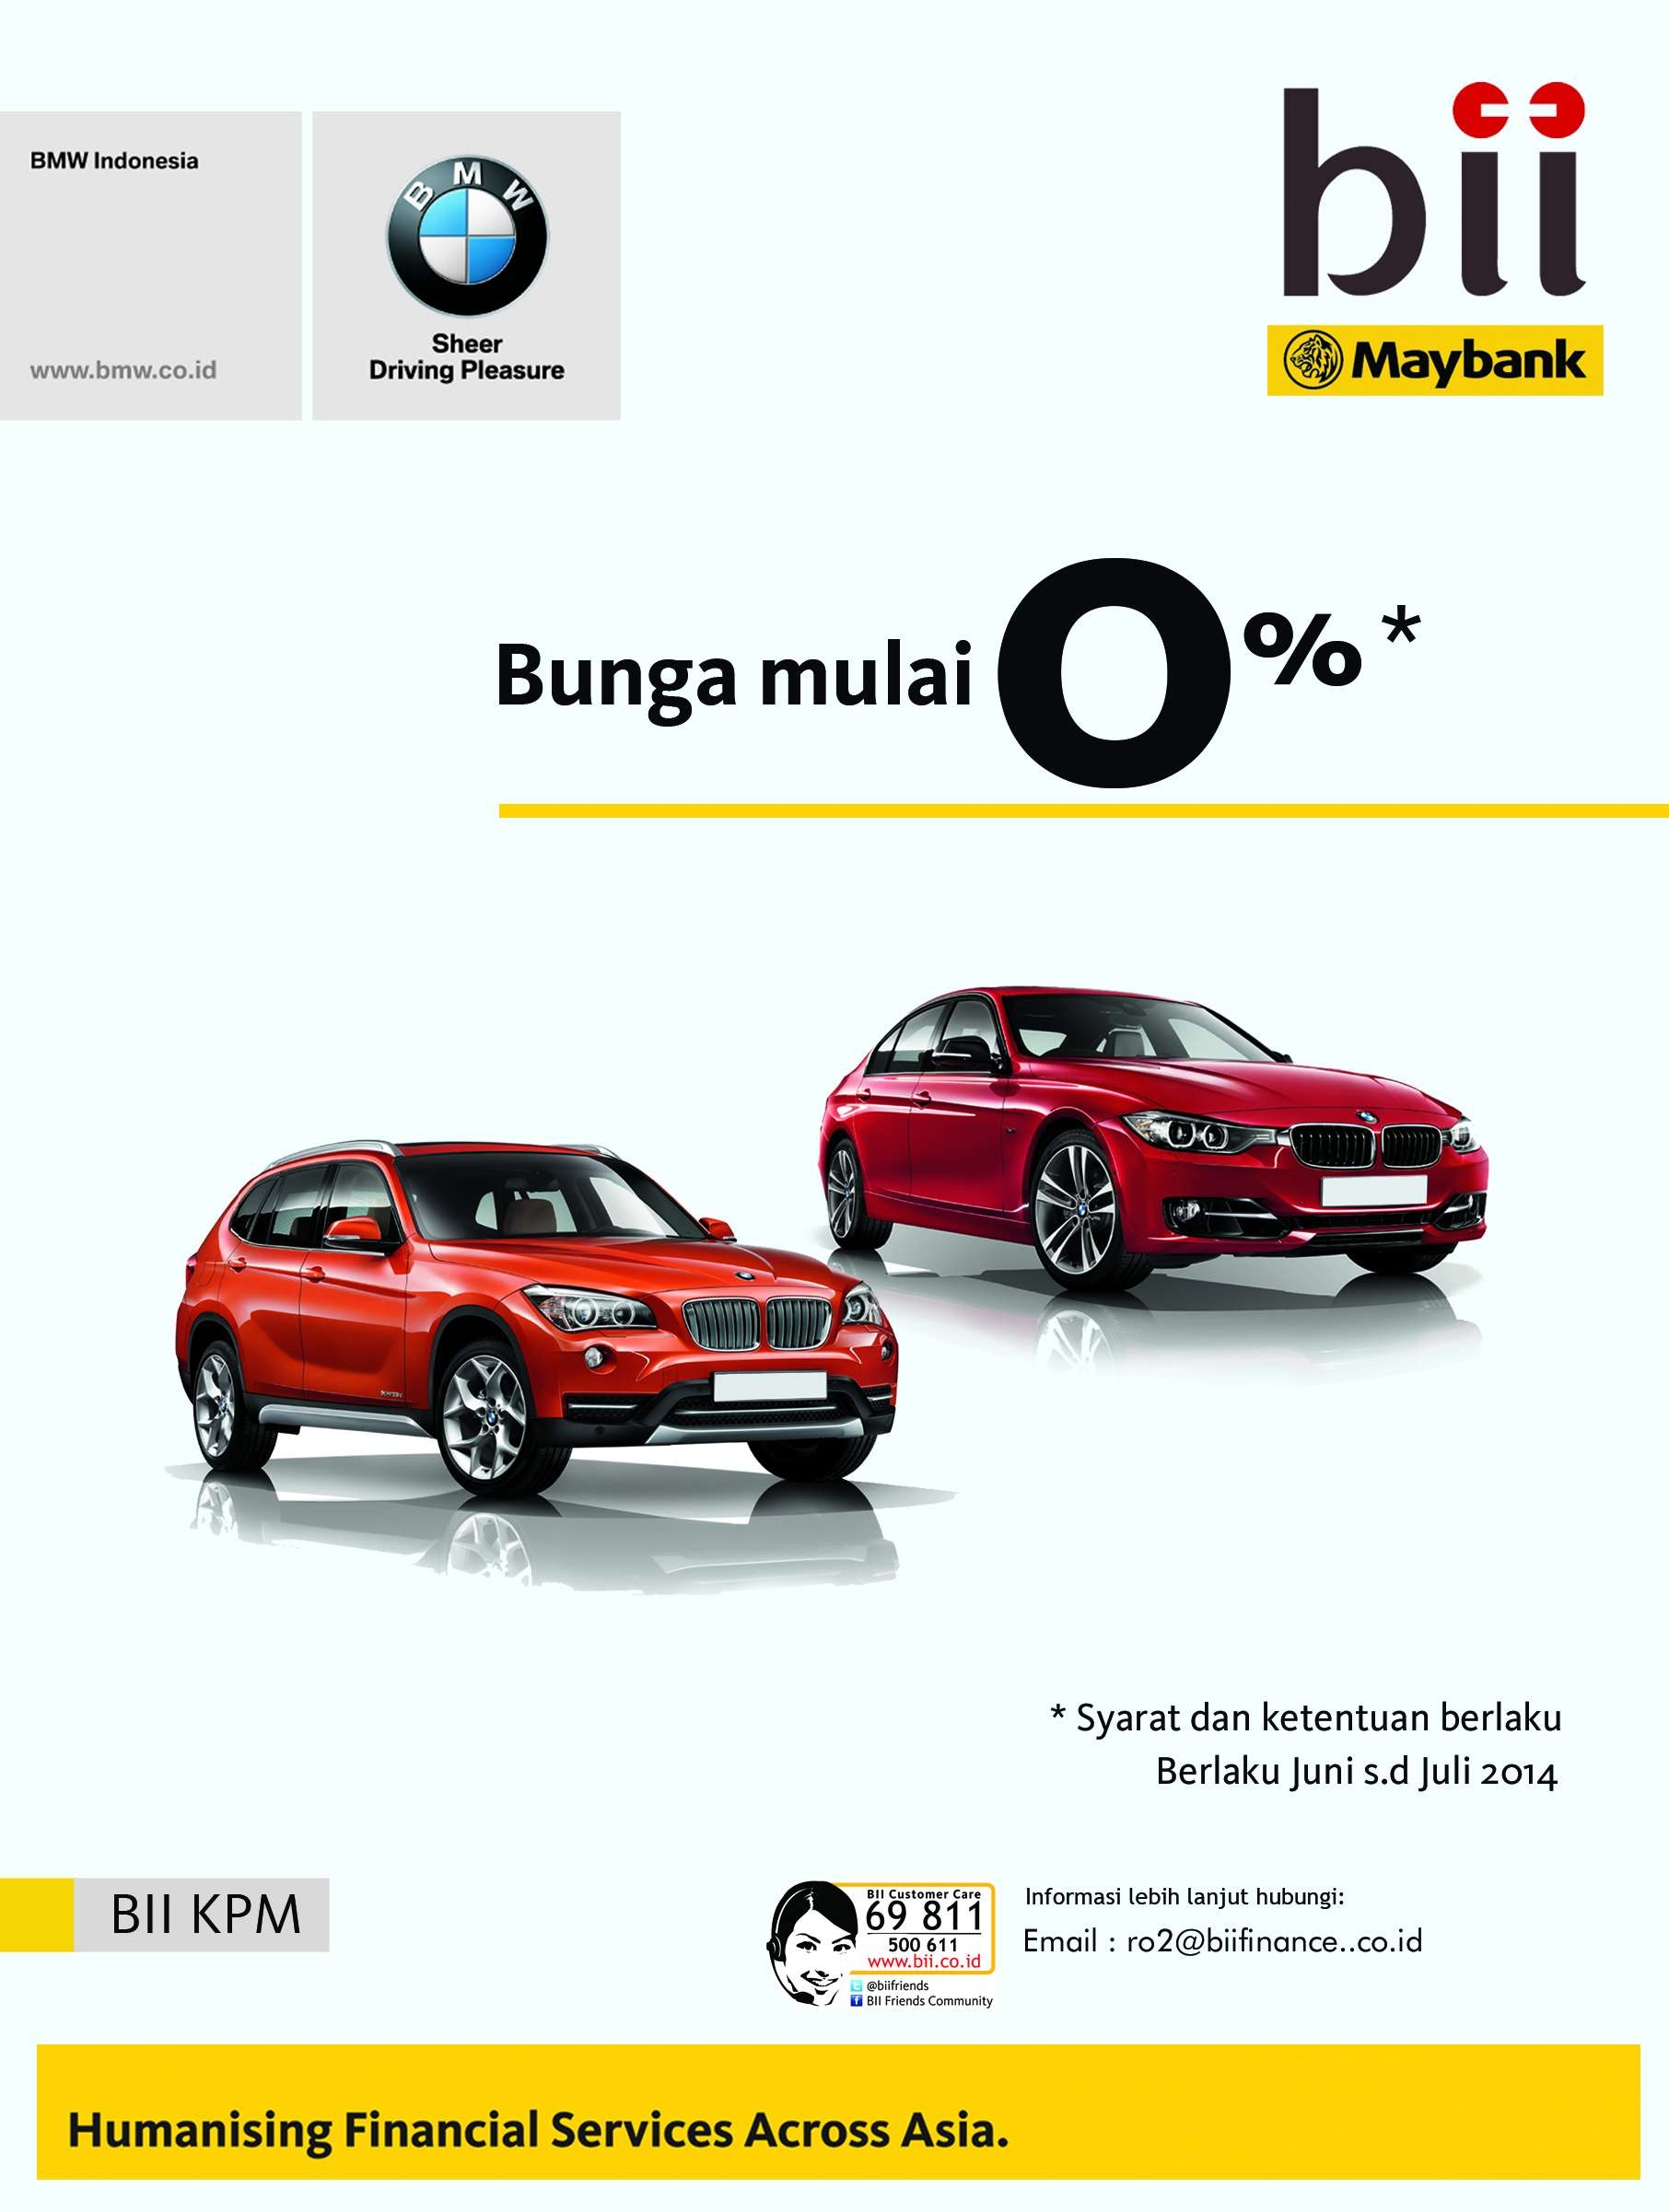 BMW Indonesia
www.bmw.co.id
BMW
Sheer
Driving Pleasure
bii
Maybank
Bunga mulai 0%*
* Syarat dan ketentuan berlaku
Berlaku Juni s.d Juli 2014
BII KPM
BII Customer Care
69 811
500 611
www.bii.co.id
@biifriends
BII Friends Community
Informasi lebih lanjut hubungi:
Email : ro2@biifinance..co.id
Humanising Financial Services Across Asia.